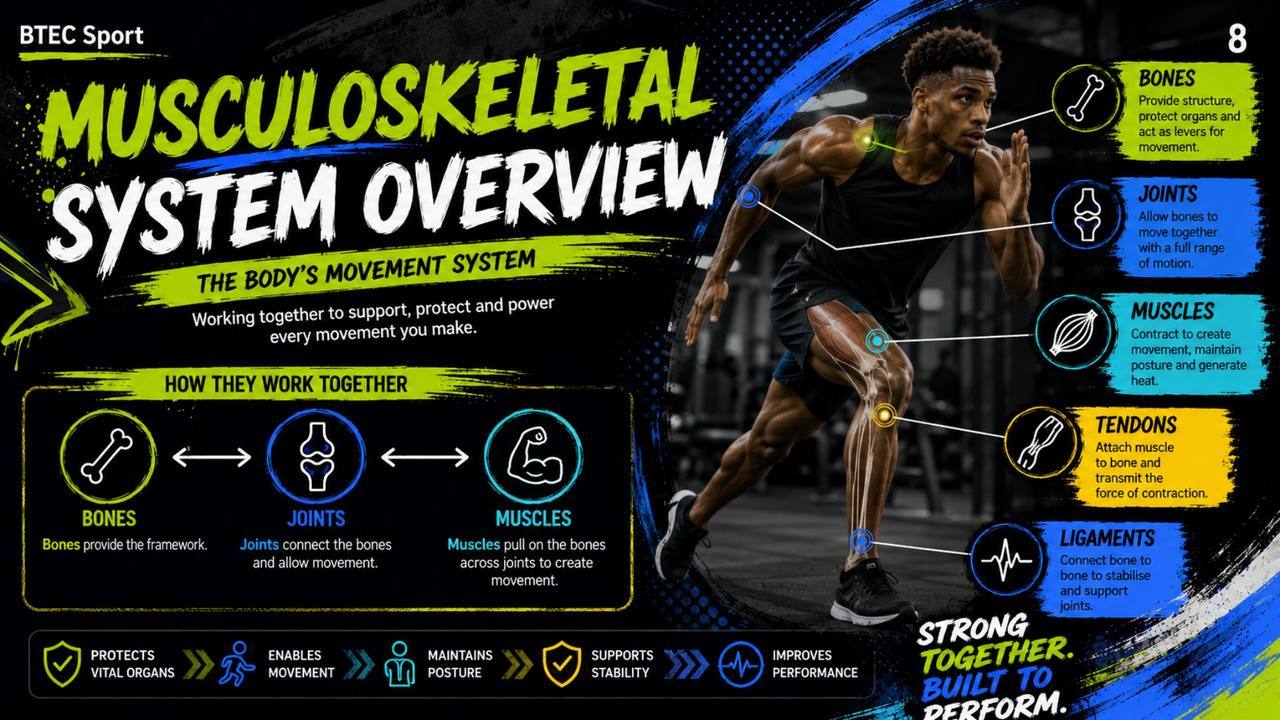 BTEC Sport
8
MUSCULOSKELETAL
SYSTEM OVERVIEW
THE BODY'S MOVEMENT SYSTEM
Working together to support, protect and power
every movement you make.
HOW THEY WORK TOGETHER
BONES
Bones provide the framework.
JOINTS
Joints connect the bones
and allow movement.
MUSCLES
Muscles pull on the bones
across joints to create
movement.
BONES
Provide structure,
protect organs and
act as levers for
movement.
JOINTS
Allow bones to
move together
with a full range
of motion.
MUSCLES
Contract to create
movement, maintain
posture and generate
heat.
TENDONS
Attach muscle
to bone and
transmit the
force of contraction.
LIGAMENTS
Connect bone to
bone to stabilise
and support
joints.
PROTECTS
VITAL ORGANS
ENABLES
MOVEMENT
MAINTAINS
POSTURE
SUPPORTS
STABILITY
IMPROVES
PERFORMANCE
STRONG
TOGETHER.
BUILT TO
PERFORM.